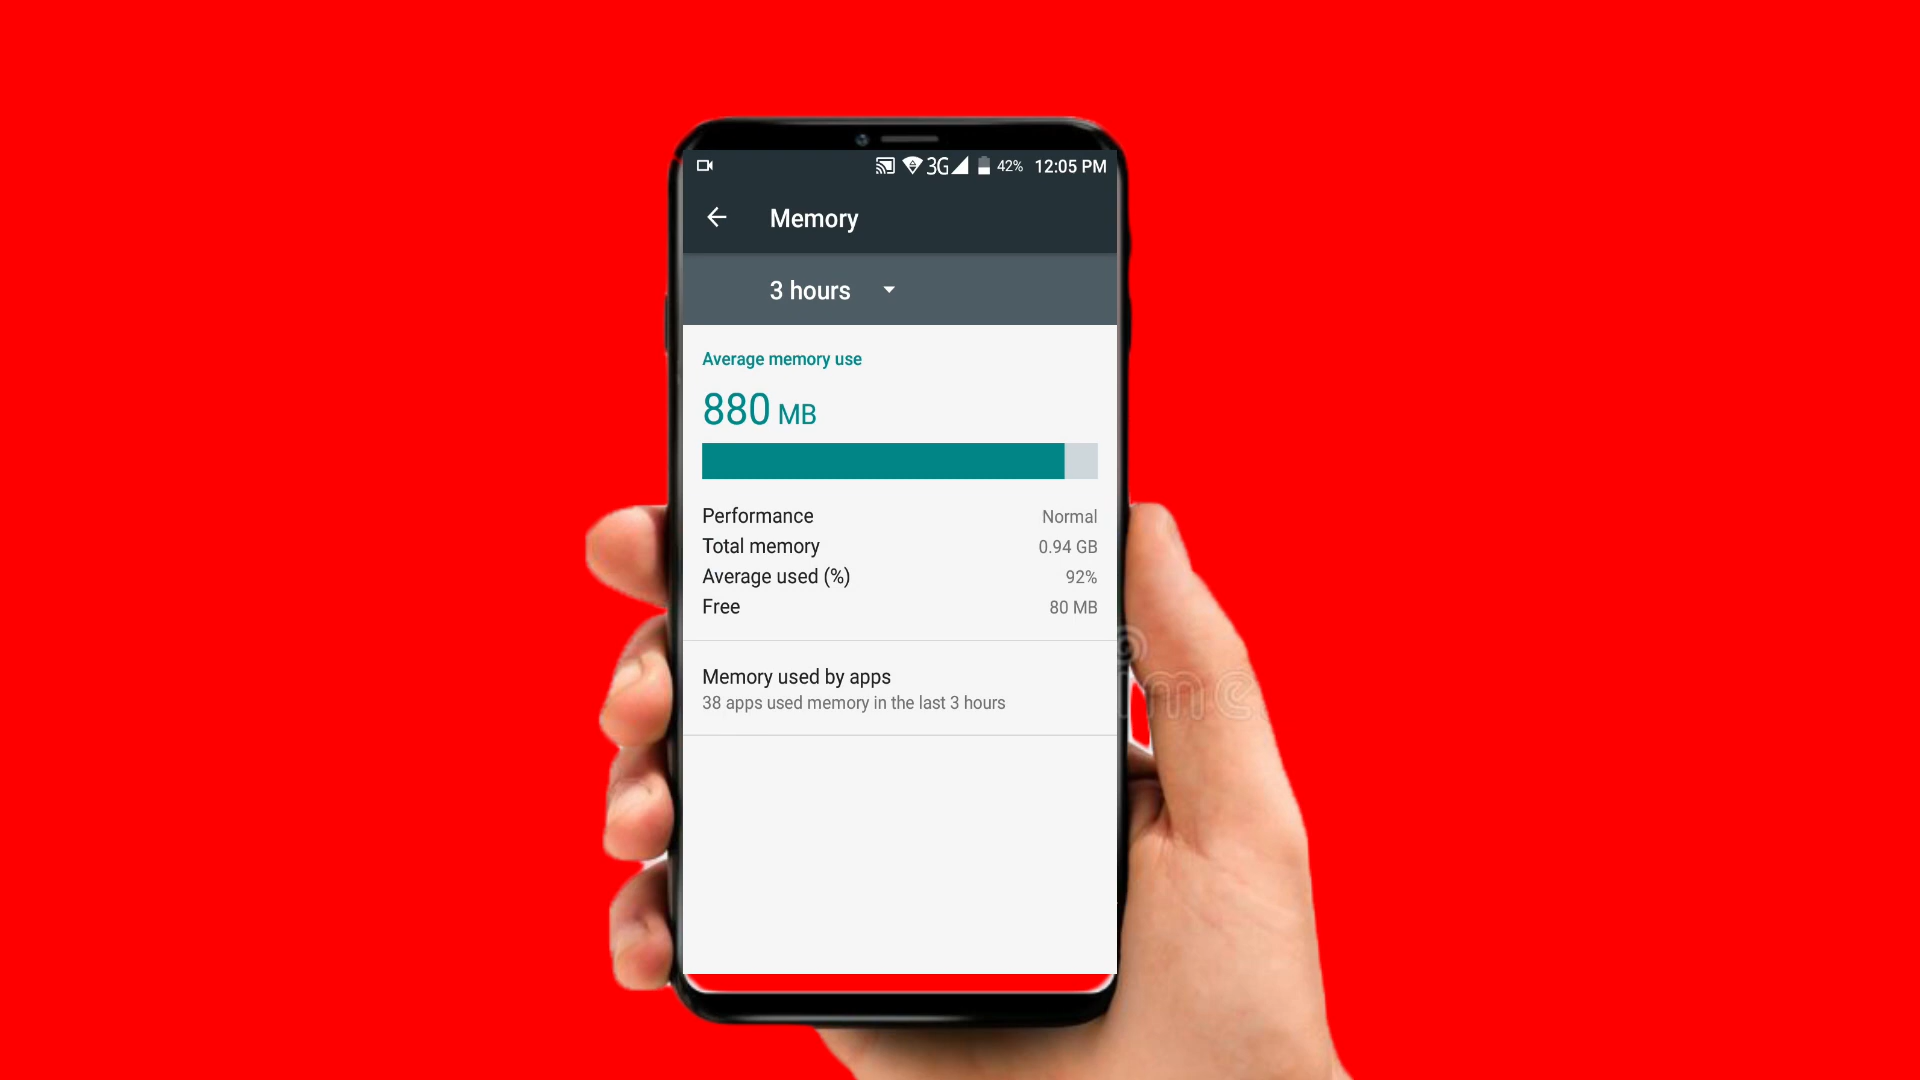 3G 42% 12:05 PM
Memory
3 hours
Average memory use
880 MB
Performance Normal
Total memory 0.94 GB
Average used (%) 92%
Free 80 MB
Memory used by apps
38 apps used memory in the last 3 hours